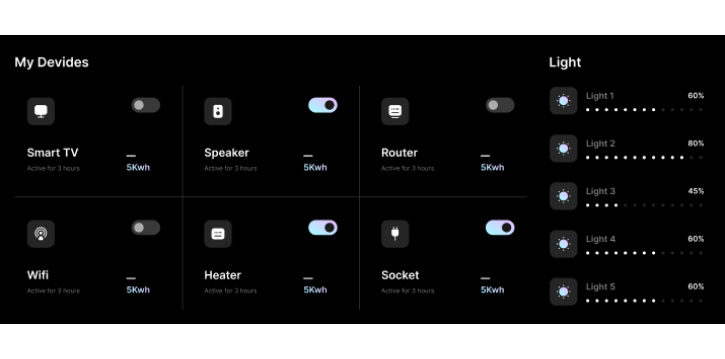 My Devides
Smart TV
Active for 3 hours
5Kwh
Speaker
Active for 3 hours
5Kwh
Router
Active for 3 hours
5Kwh
Wifi
Active for 3 hours
5Kwh
Heater
Active for 3 hours
5Kwh
Socket
Active for 3 hours
5Kwh
Light
Light 1 60%
Light 2 80%
Light 3 45%
Light 4 60%
Light 5 60%